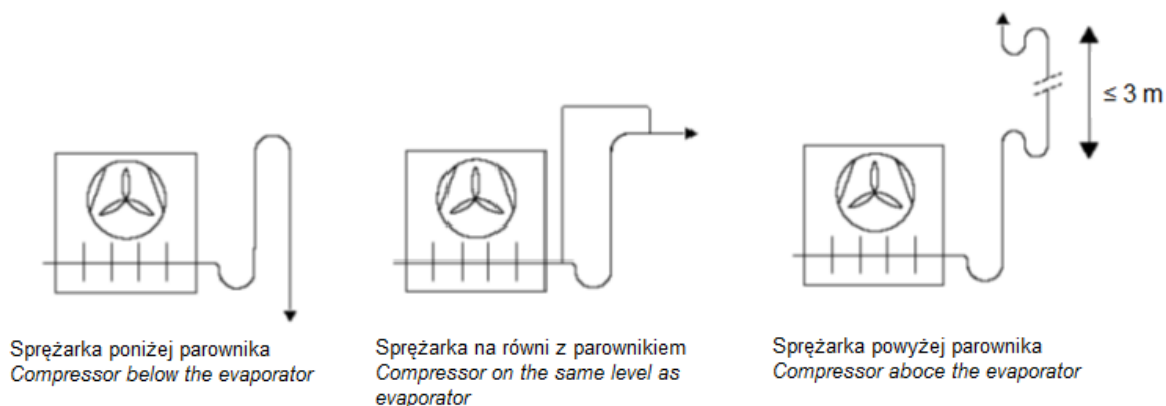 ≤ 3 m
Sprężarka poniżej parownika
Compressor below the evaporator
Sprężarka na równi z parownikiem
Compressor on the same level as
evaporator
Sprężarka powyżej parownika
Compressor aboce the evaporator